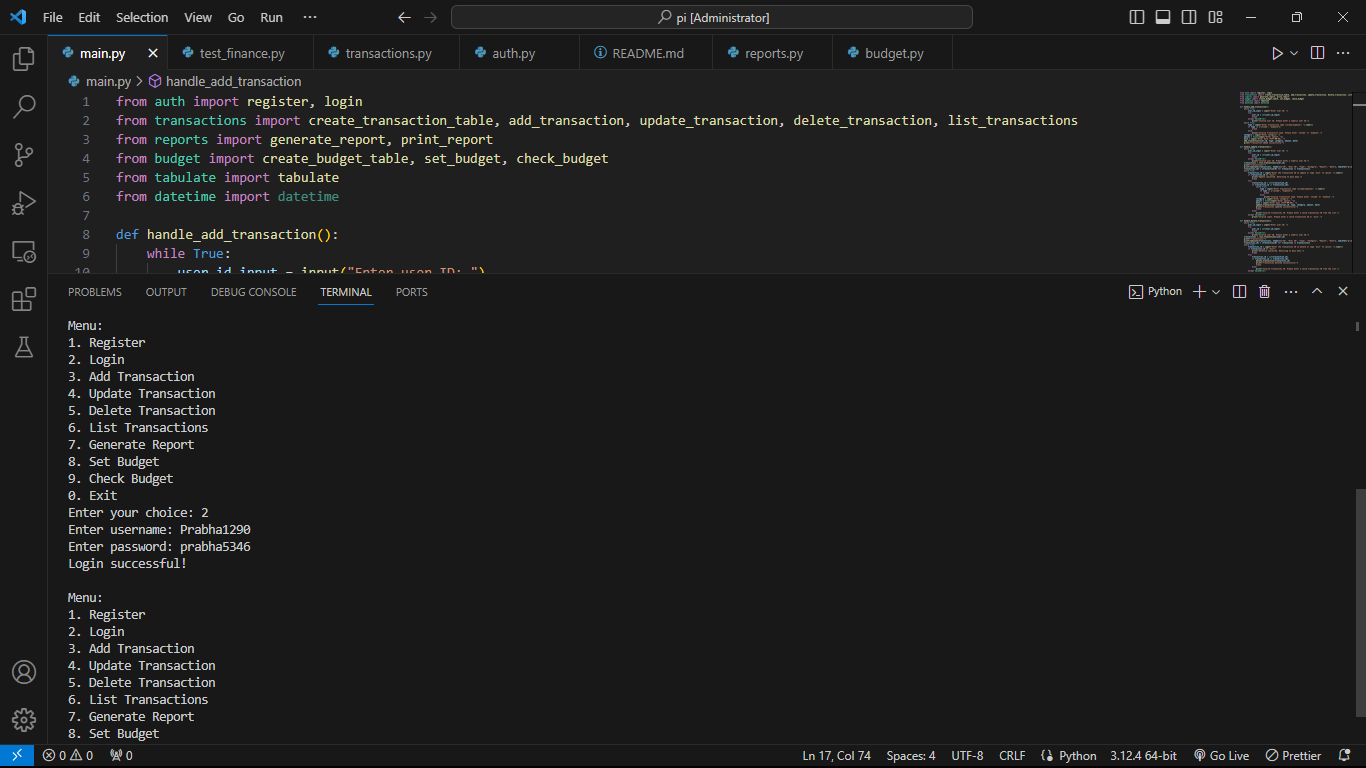 File Edit Selection View Go Run ···
pi [Administrator]
main.py
test_finance.py
transactions.py
auth.py
README.md
reports.py
budget.py
main.py > handle_add_transaction
1 from auth import register, login
2 from transactions import create_transaction_table, add_transaction, update_transaction, delete_transaction, list_transactions
3 from reports import generate_report, print_report
4 from budget import create_budget_table, set_budget, check_budget
5 from tabulate import tabulate
6 from datetime import datetime
7
8 def handle_add_transaction():
9 while True:
10 user_id_input = input("Enter user ID: ")
PROBLEMS OUTPUT DEBUG CONSOLE TERMINAL PORTS
Python
Menu:
1. Register
2. Login
3. Add Transaction
4. Update Transaction
5. Delete Transaction
6. List Transactions
7. Generate Report
8. Set Budget
9. Check Budget
0. Exit
Enter your choice: 2
Enter username: Prabha1290
Enter password: prabha5346
Login successful!
Menu:
1. Register
2. Login
3. Add Transaction
4. Update Transaction
5. Delete Transaction
6. List Transactions
7. Generate Report
8. Set Budget
0 0 0 Ln 17, Col 74 Spaces: 4 UTF-8 CRLF Python 3.12.4 64-bit Go Live Prettier